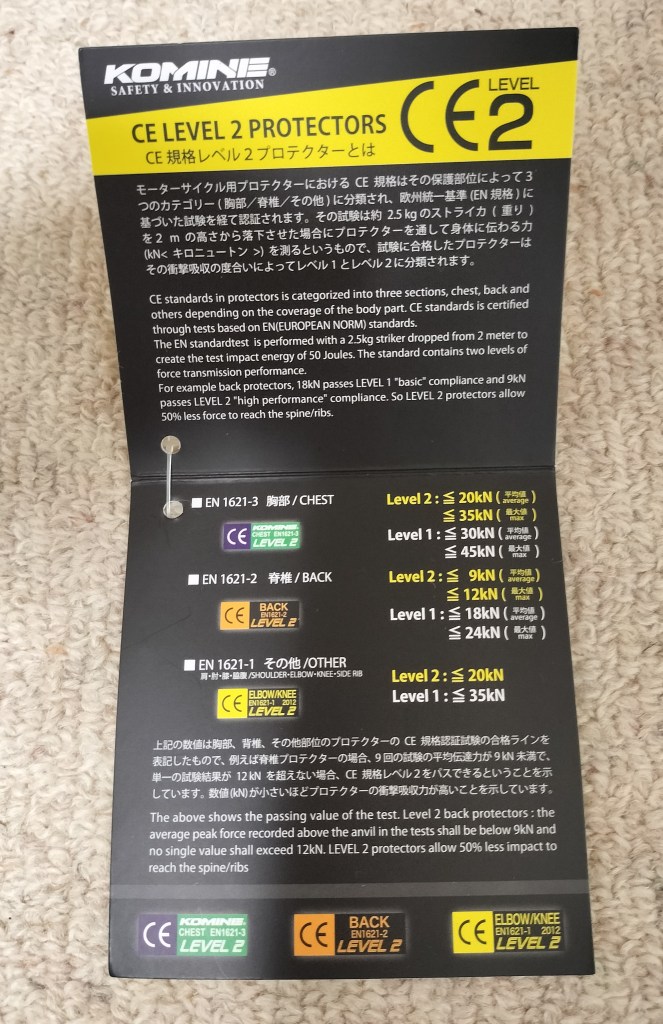 KOMINE®
SAFETY & INNOVATION
CE LEVEL 2
CE LEVEL 2 PROTECTORS
CE 規格レベル 2 プロテクターとは
モーターサイクル用プロテクターにおける CE 規格はその保護部位によって 3
つのカテゴリー ( 胸部 / 脊椎／その他 ) に分類され、欧州統一基準 (EN 規格 ) に
基づいた試験を経て認証されます。その試験は約 2.5 kg のストライカ ( 重り )
を 2 m の高さから落下させた場合にプロテクターを通して身体に伝わる力
(kN< キロニュートン >) を測るというもので、試験に合格したプロテクターは
その衝撃吸収の度合いによってレベル 1 とレベル 2 に分類されます。
CE standards in protectors is categorized into three sections, chest, back and
others depending on the coverage of the body part. CE standards is certified
through tests based on EN(EUROPEAN NORM) standards.
The EN standardtest is performed with a 2.5kg striker dropped from 2 meter to
create the test impact energy of 50 Joules. The standard contains two levels of
force transmission performance.
For example back protectors, 18kN passes LEVEL 1 "basic" compliance and 9kN
passes LEVEL 2 "high performance" compliance. So LEVEL 2 protectors allow
50% less force to reach the spine/ribs.
■ EN 1621-3 胸部 / CHEST
Level 2 : ≦ 20kN ( 平均値 average )
≦ 35kN ( 最大値 max )
Level 1 : ≦ 30kN ( 平均値 average )
≦ 45kN ( 最大値 max )
CE KOMINE CHEST EN1621-3 LEVEL 2
■ EN 1621-2 脊椎 / BACK
Level 2 : ≦ 9kN ( 平均値 average )
≦ 12kN ( 最大値 max )
Level 1 : ≦ 18kN ( 平均値 average )
≦ 24kN ( 最大値 max )
CE BACK EN1621-2 LEVEL 2
■ EN 1621-1 その他 /OTHER
肩・肘・膝・脇腹 /SHOULDER・ELBOW・KNEE・SIDE RIB
Level 2 : ≦ 20kN
Level 1 : ≦ 35kN
CE ELBOW/KNEE EN1621-1 2012 LEVEL 2
上記の数値は胸部、背椎、その他部位のプロテクターの CE 規格認証試験の合格ラインを
表記したもので、例えば脊椎プロテクターの場合、9 回の試験の平均伝達力が 9 kN 未満で、
単一の試験結果が 12 kN を超えない場合、CE 規格レベル 2 をパスできるということを示
しています。数値 (kN) が小さいほどプロテクターの衝撃吸収力が高いことを示しています。
The above shows the passing value of the test. Level 2 back protectors : the
average peak force recorded above the anvil in the tests shall be below 9kN and
no single value shall exceed 12kN. LEVEL 2 protectors allow 50% less impact to
reach the spine/ribs
CE KOMINE CHEST EN1621-3 LEVEL 2
CE BACK EN1621-2 LEVEL 2
CE ELBOW/KNEE EN1621-1 2012 LEVEL 2